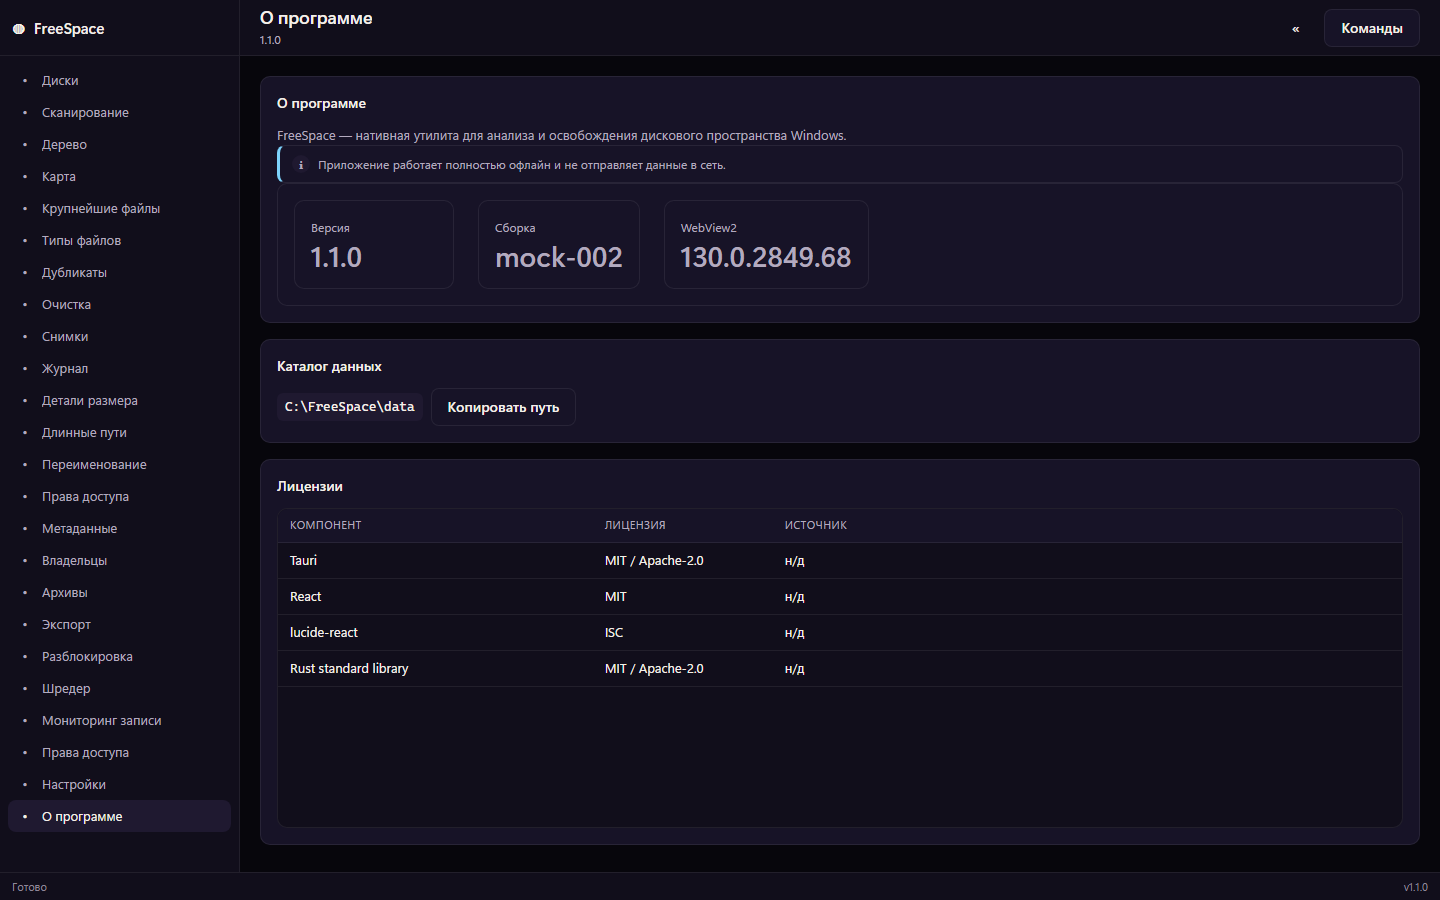 FreeSpace
Диски
Сканирование
Дерево
Карта
Крупнейшие файлы
Типы файлов
Дубликаты
Очистка
Снимки
Журнал
Детали размера
Длинные пути
Переименование
Права доступа
Метаданные
Владельцы
Архивы
Экспорт
Разблокировка
Шредер
Мониторинг записи
Права доступа
Настройки
О программе
О программе
1.1.0
« Команды
О программе
FreeSpace — нативная утилита для анализа и освобождения дискового пространства Windows.
i Приложение работает полностью офлайн и не отправляет данные в сеть.
Версия Сборка WebView2
1.1.0 mock-002 130.0.2849.68
Каталог данных
C:\FreeSpace\data Копировать путь
Лицензии
КОМПОНЕНТ ЛИЦЕНЗИЯ ИСТОЧНИК
Tauri MIT / Apache-2.0 н/д
React MIT н/д
lucide-react ISC н/д
Rust standard library MIT / Apache-2.0 н/д
Готово v1.1.0